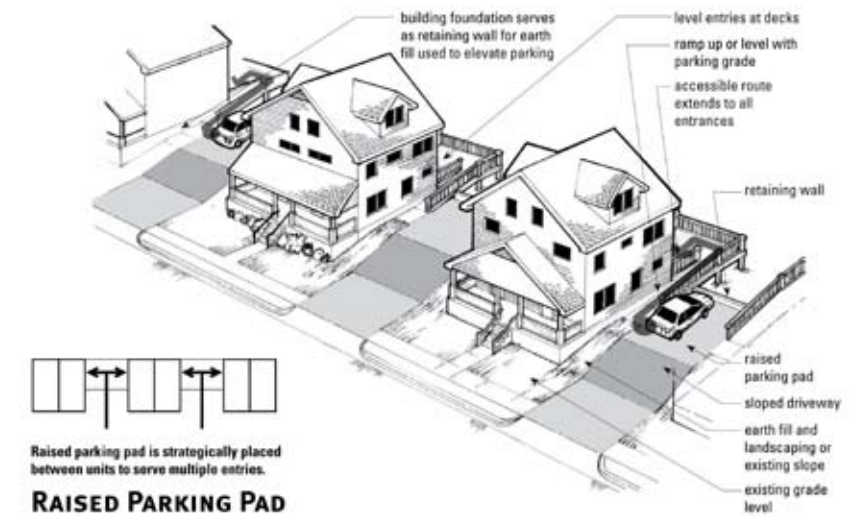 building foundation serves
as retaining wall for earth
fill used to elevate parking
level entries at decks
ramp up or level with
parking grade
accessible route
extends to all
entrances
retaining wall
raised
parking pad
sloped driveway
earth fill and
landscaping or
existing slope
existing grade
level
Raised parking pad is strategically placed
between units to serve multiple entries.
RAISED PARKING PAD